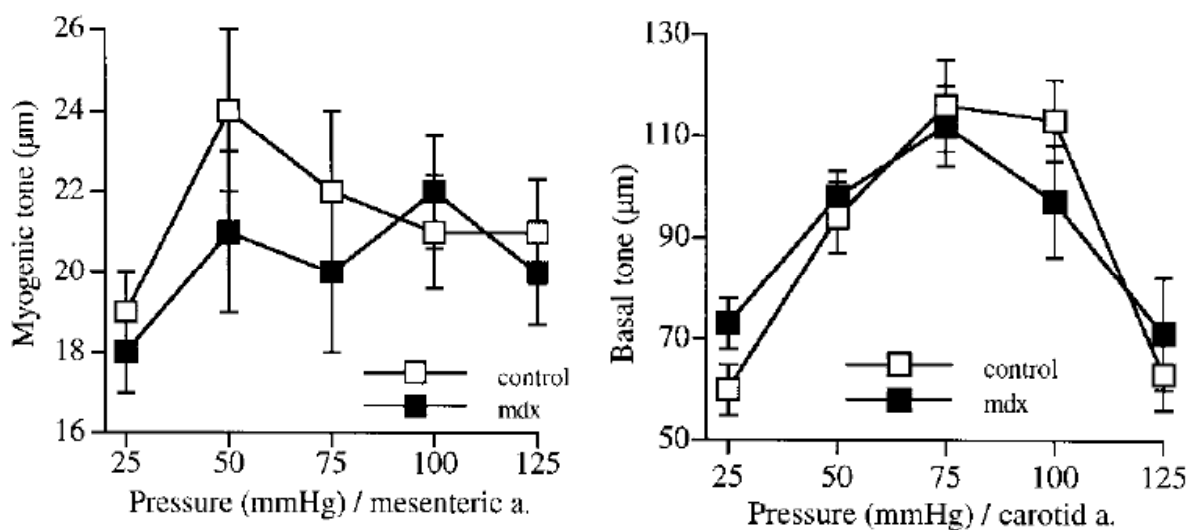 Myogenic tone (µm)
26
24
22
20
18
16
control
mdx
25 50 75 100 125
Pressure (mmHg) / mesenteric a.
Basal tone (µm)
130
110
90
70
50
control
mdx
25 50 75 100 125
Pressure (mmHg) / carotid a.